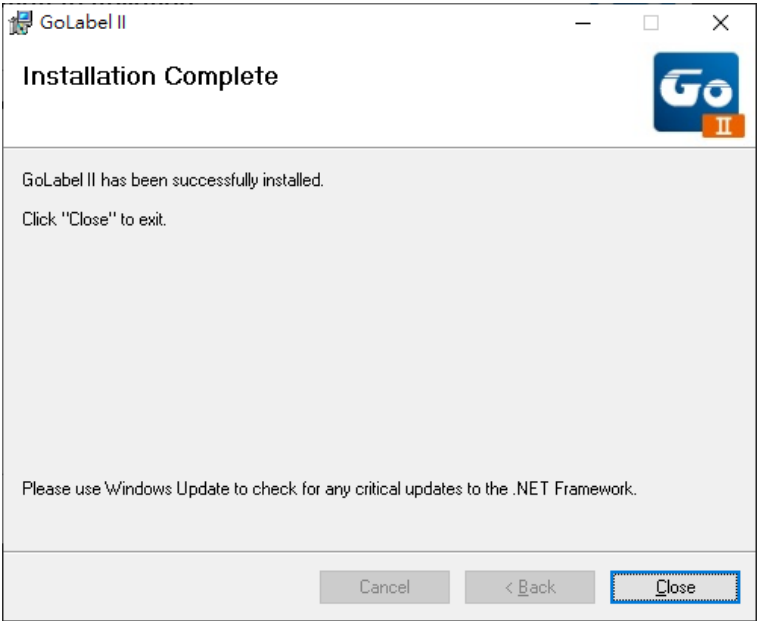 GoLabel II
Installation Complete
Go
II
GoLabel II has been successfully installed.
Click "Close" to exit.
Please use Windows Update to check for any critical updates to the .NET Framework.
Cancel
< Back
Close